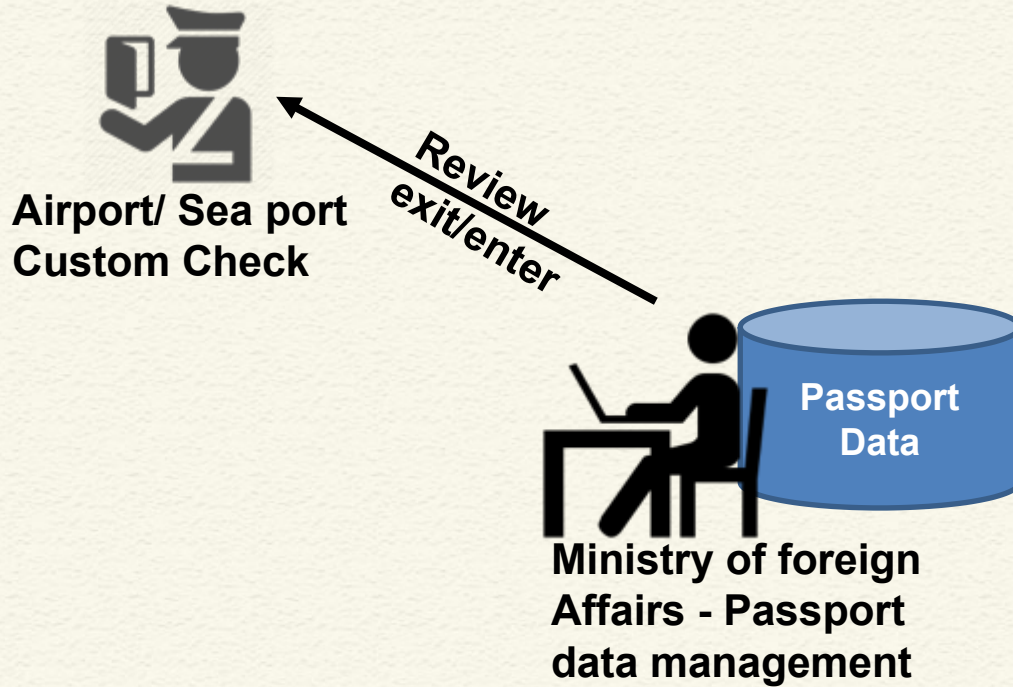 Airport/ Sea port
Custom Check
Review
exit/enter
Passport
Data
Ministry of foreign
Affairs - Passport
data management